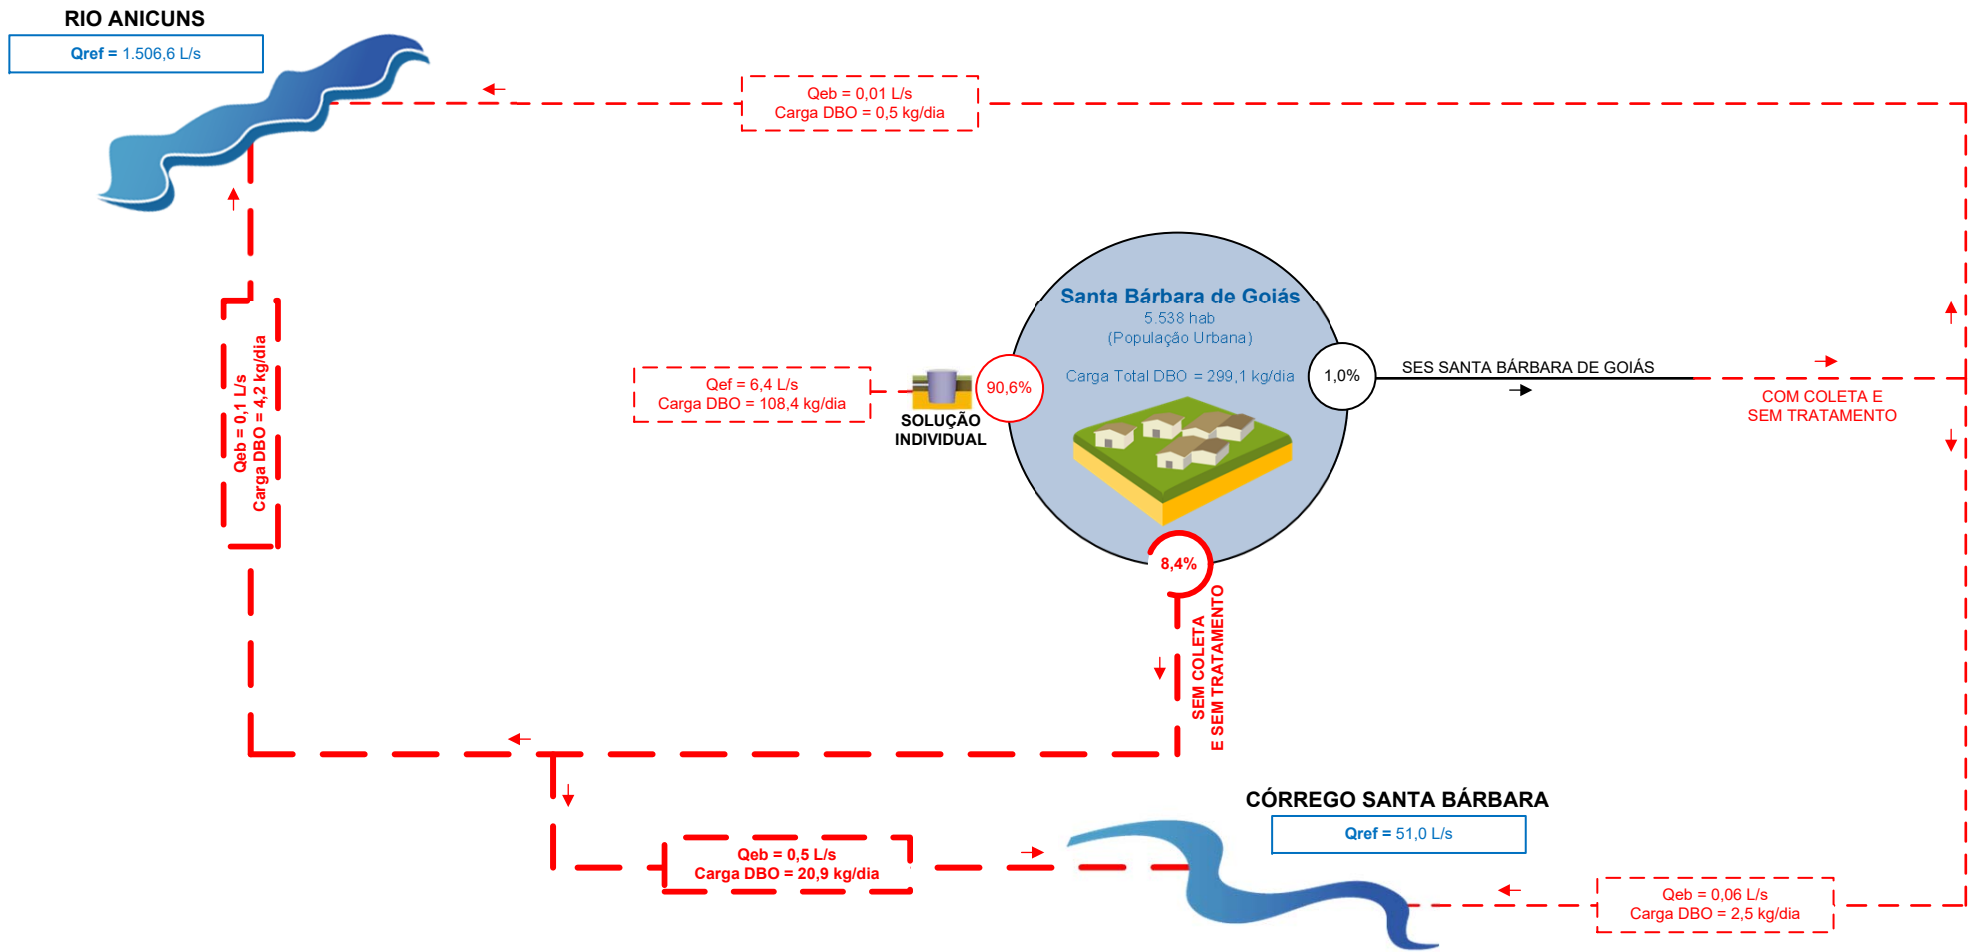 RIO ANICUNS
Qref = 1.506,6 L/s
Qeb = 0,01 L/s
Carga DBO = 0,5 kg/dia
Qeb = 0,1 L/s
Carga DBO = 4,2 kg/dia
Santa Bárbara de Goiás
5.538 hab
(População Urbana)
Carga Total DBO = 299,1 kg/dia
Qef = 6,4 L/s
Carga DBO = 108,4 kg/dia
SOLUÇÃO
INDIVIDUAL
90,6%
1,0%
SES SANTA BÁRBARA DE GOIÁS
COM COLETA E
SEM TRATAMENTO
8,4%
SEM COLETA
E SEM TRATAMENTO
CÓRREGO SANTA BÁRBARA
Qref = 51,0 L/s
Qeb = 0,5 L/s
Carga DBO = 20,9 kg/dia
Qeb = 0,06 L/s
Carga DBO = 2,5 kg/dia